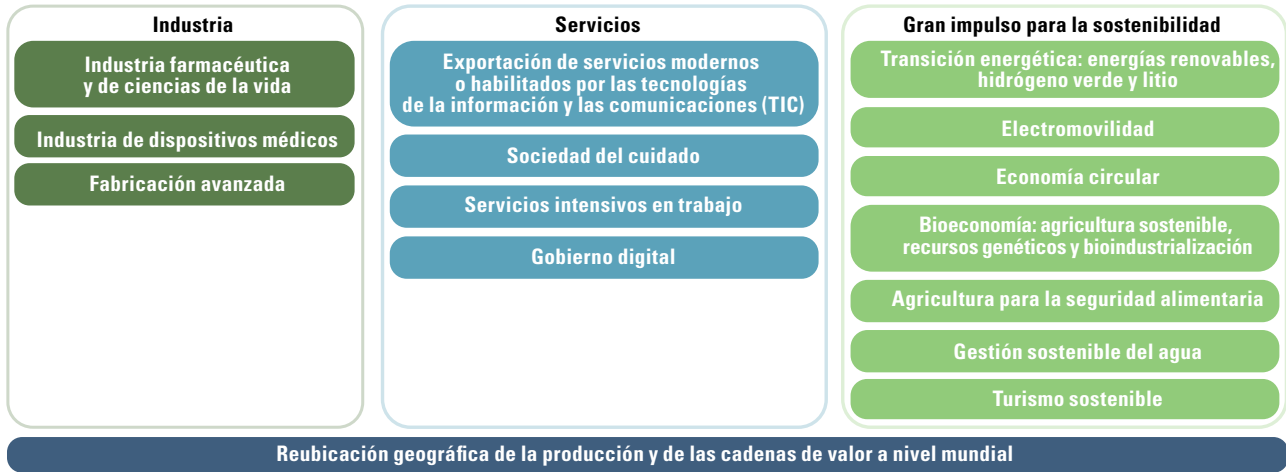 Industria
Industria farmacéutica
y de ciencias de la vida
Industria de dispositivos médicos
Fabricación avanzada
Servicios
Exportación de servicios modernos
o habilitados por las tecnologías
de la información y las comunicaciones (TIC)
Sociedad del cuidado
Servicios intensivos en trabajo
Gobierno digital
Gran impulso para la sostenibilidad
Transición energética: energías renovables,
hidrógeno verde y litio
Electromovilidad
Economía circular
Bioeconomía: agricultura sostenible,
recursos genéticos y bioindustrialización
Agricultura para la seguridad alimentaria
Gestión sostenible del agua
Turismo sostenible
Reubicación geográfica de la producción y de las cadenas de valor a nivel mundial